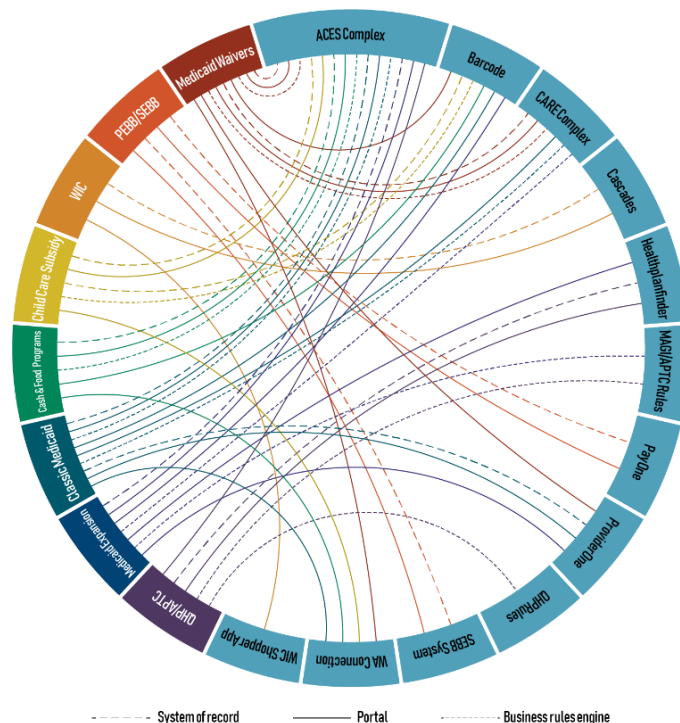 ACES Complex
Barcode
CARE Complex
Cascades
Healthplanfinder
MAGI/APTC Rules
PayOne
ProviderOne
QHPRules
SEBB System
WA Connection
WIC Shopper App
QHP/APTC
Medicaid Expansion
Classic Medicaid
Cash & Food Programs
Child Care Subsidy
WIC
PEBB/SEBB
Medicaid Waivers
System of record
Portal
Business rules engine